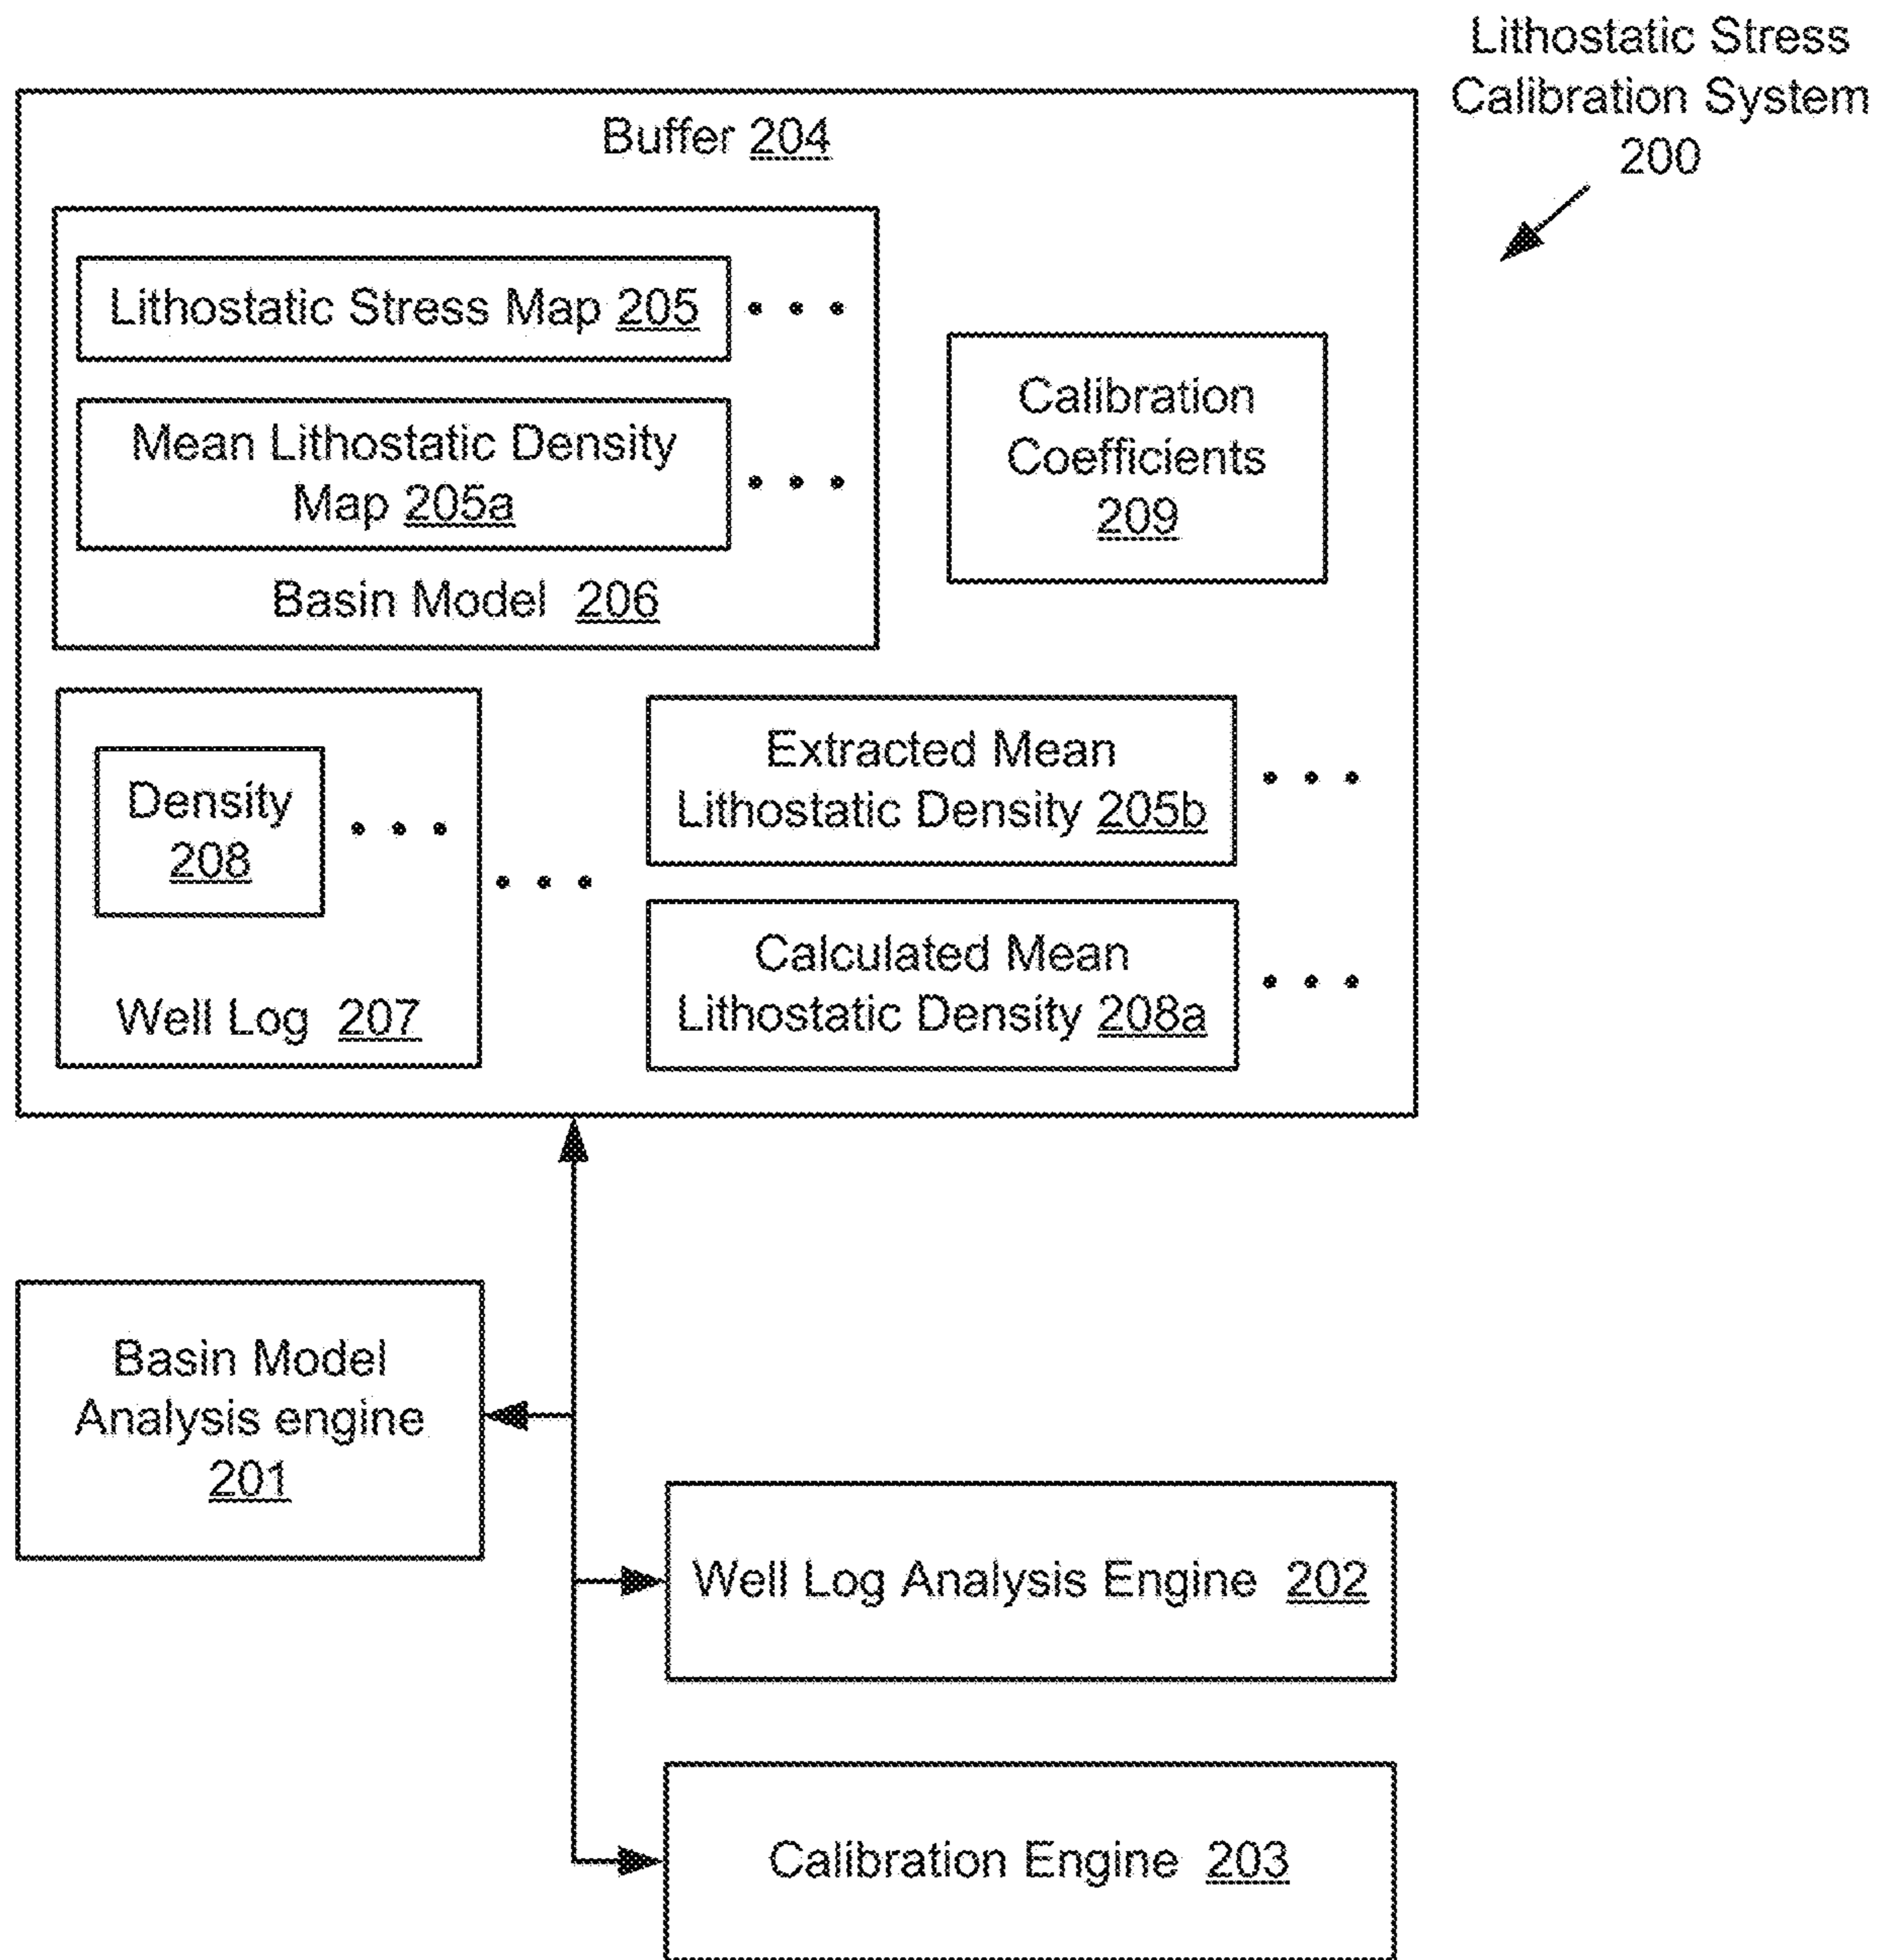 Lithostatic Stress
Calibration System
200
Buffer 204
Lithostatic Stress Map 205
Mean Lithostatic Density
Map 205a
Basin Model 206
Calibration
Coefficients
209
Density
208
Well Log 207
Extracted Mean
Lithostatic Density 205b
Calculated Mean
Lithostatic Density 208a
Basin Model
Analysis engine
201
Well Log Analysis Engine 202
Calibration Engine 203